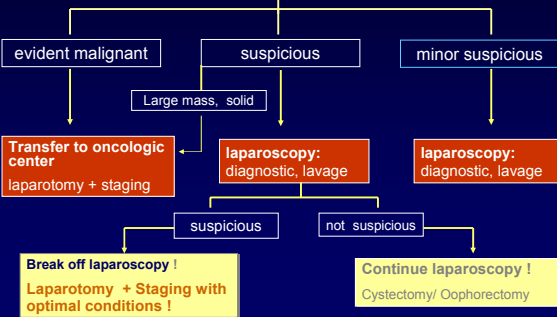 evident malignant
suspicious
minor suspicious
Large mass, solid
Transfer to oncologic
center
laparotomy + staging
laparoscopy:
diagnostic, lavage
laparoscopy:
diagnostic, lavage
suspicious
not suspicious
Break off laparoscopy !
Laparotomy + Staging with
optimal conditions !
Continue laparoscopy !
Cystectomy/ Oophorectomy